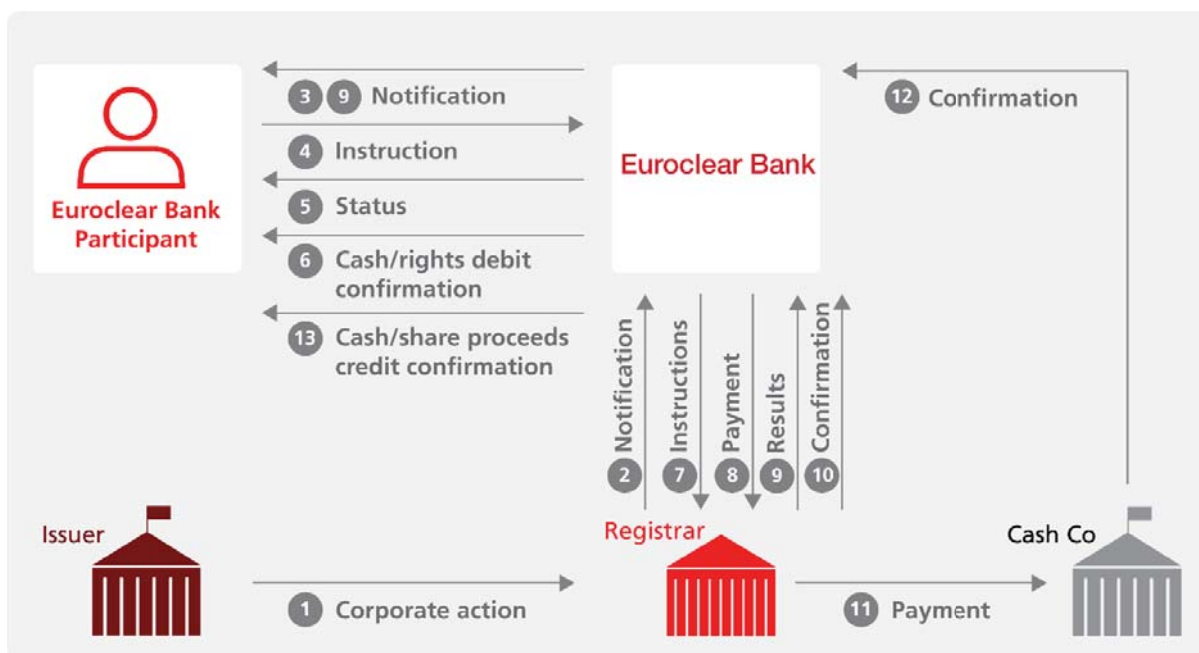 3 9 Notification
12 Confirmation
4 Instruction
Euroclear Bank
5 Status
Euroclear Bank
Participant
6 Cash/rights debit
confirmation
13 Cash/share proceeds
credit confirmation
2 Notification
7 Instructions
8 Payment
9 Results
10 Confirmation
Issuer
Registrar
Cash Co
1 Corporate action
11 Payment